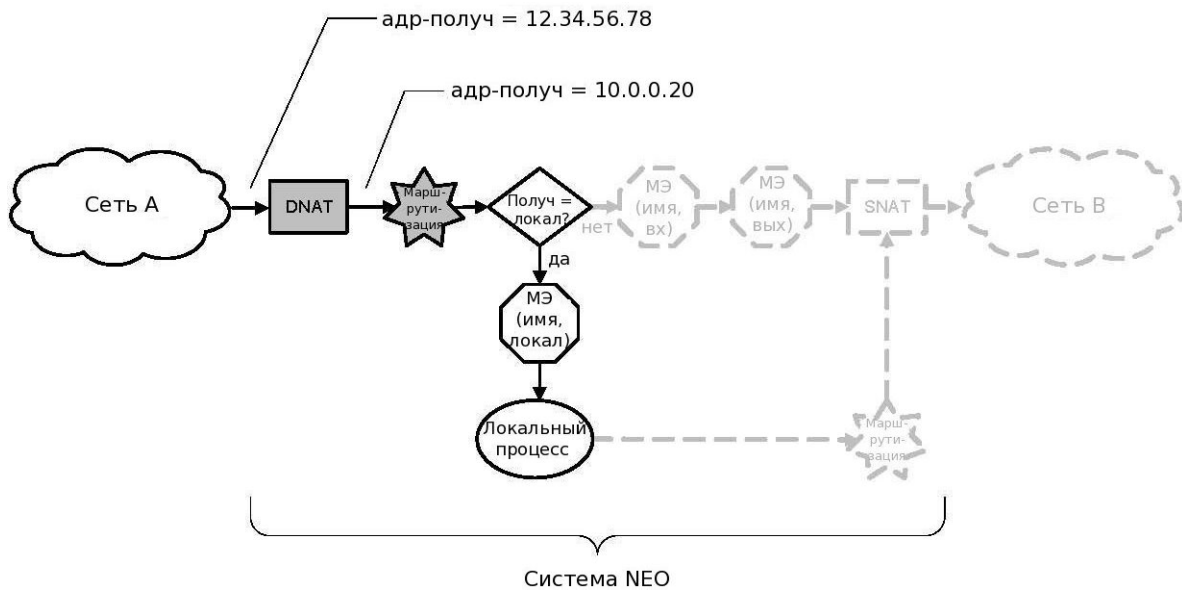 адр-получ = 12.34.56.78
адр-получ = 10.0.0.20
Сеть A
DNAT
Марш-
рути-
зация
Получ =
локал?
нет
МЭ
(имя,
вх)
МЭ
(имя,
вых)
SNAT
Сеть B
да
МЭ
(имя,
локал)
Локальный
процесс
Марш-
рути-
зация
Система NEO